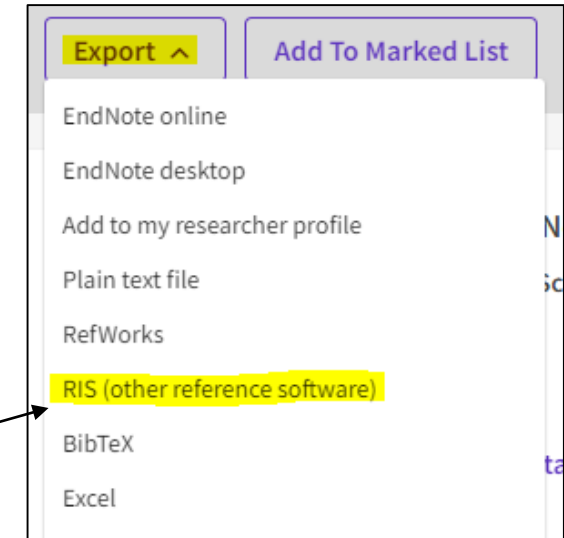 Export
Add To Marked List
EndNote online
EndNote desktop
Add to my researcher profile
Plain text file
RefWorks
RIS (other reference software)
BibTeX
Excel